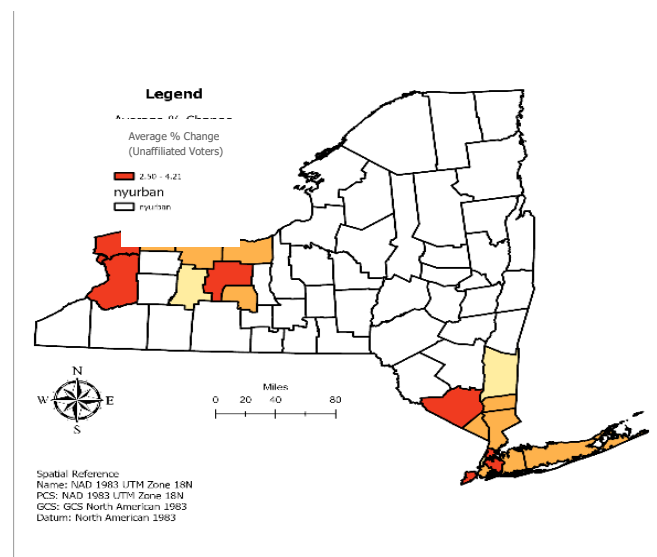 Legend
Average % Change
(Unaffiliated Voters)
2.50 - 4.21
nyurban
nyurban
N
W
E
S
Miles
0 20 40 80
Spatial Reference
Name: NAD 1983 UTM Zone 18N
PCS: NAD 1983 UTM Zone 18N
GCS: GCS North American 1983
Datum: North American 1983